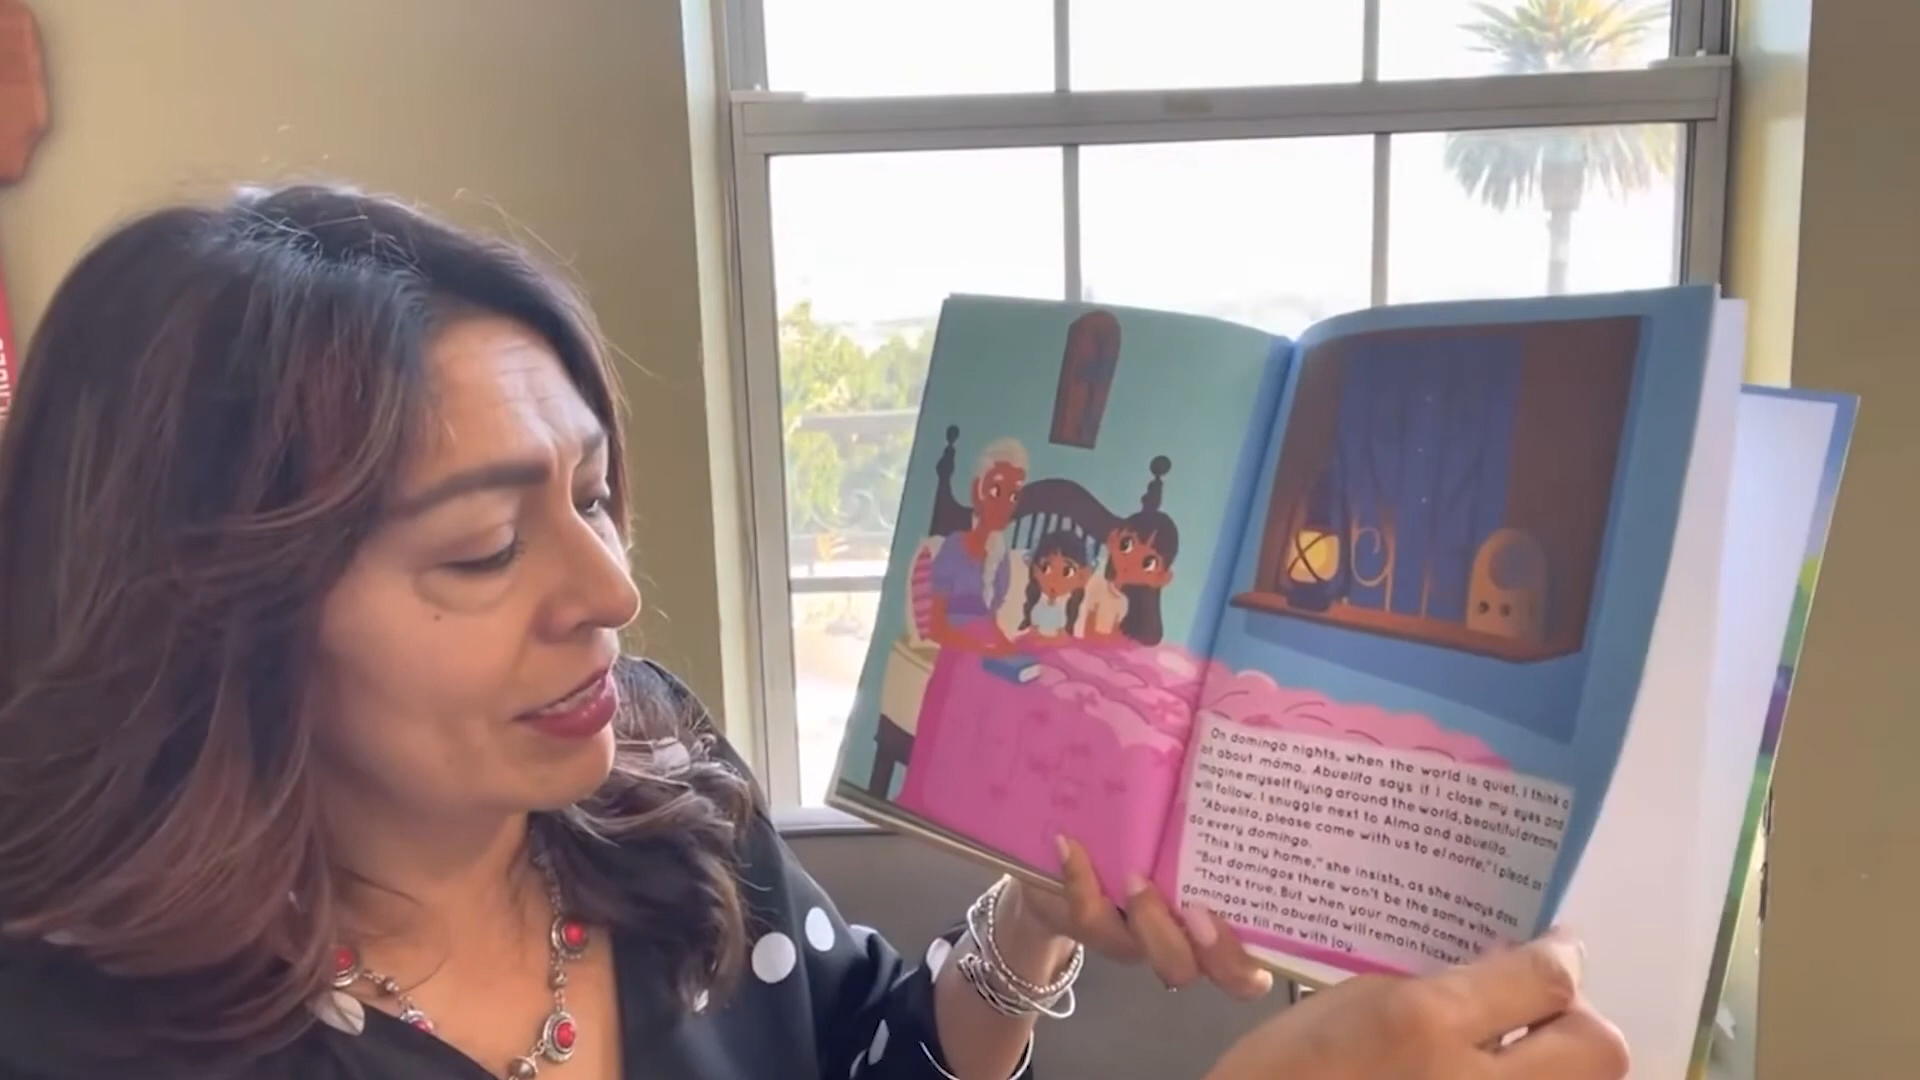 On domingo nights, when the world is quiet, I think a
lot about mámá. Abuelita says if I close my eyes and
imagine myself flying around the world, beautiful dreams
will follow. I snuggle next to Alma and abuelita.
"Abuelita, please come with us to el norte," I plead, as I
do every domingo.
"This is my home," she insists, as she always does.
"But domingos there won't be the same
"That's true. But when your mamá comes
domingos with abuelita will remain tucked
words fill me with joy.